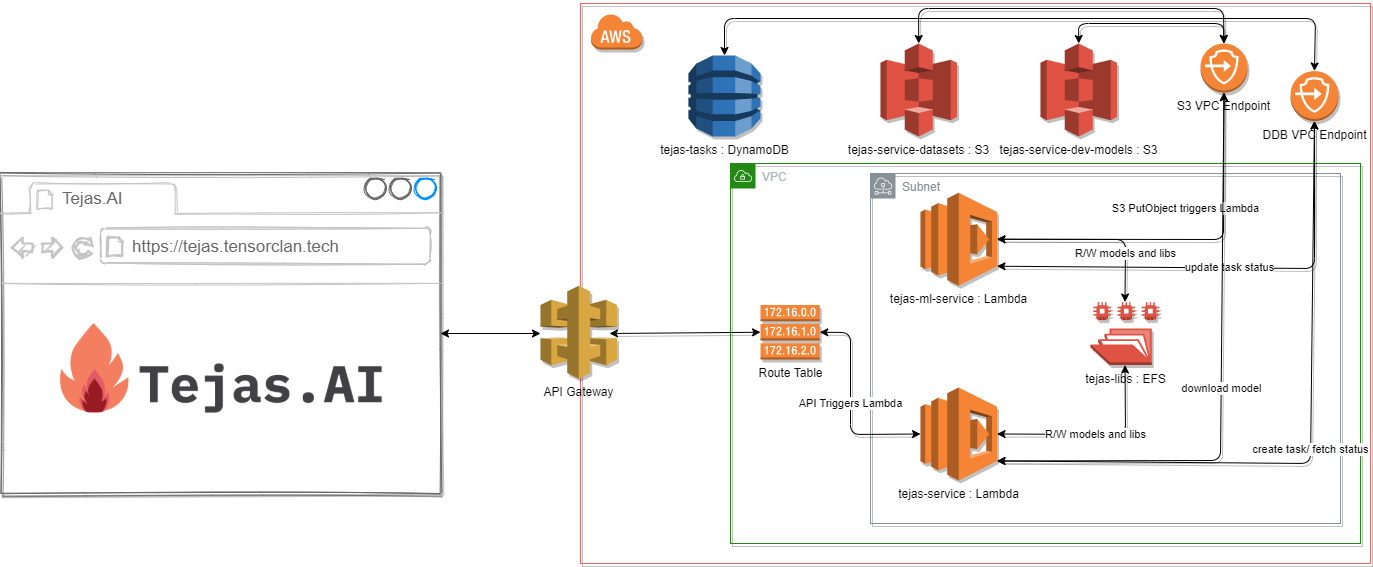 AWS
tejas-tasks : DynamoDB
tejas-service-datasets : S3
tejas-service-dev-models : S3
S3 VPC Endpoint
DDB VPC Endpoint
VPC
Subnet
Tejas.AI
https://tejas.tensorclan.tech
Tejas.AI
API Gateway
172.16.0.0
172.16.1.0
172.16.2.0
Route Table
API Triggers Lambda
S3 PutObject triggers Lambda
R/W models and libs
update task status
tejas-ml-service : Lambda
tejas-libs : EFS
download model
R/W models and libs
create task/ fetch status
tejas-service : Lambda